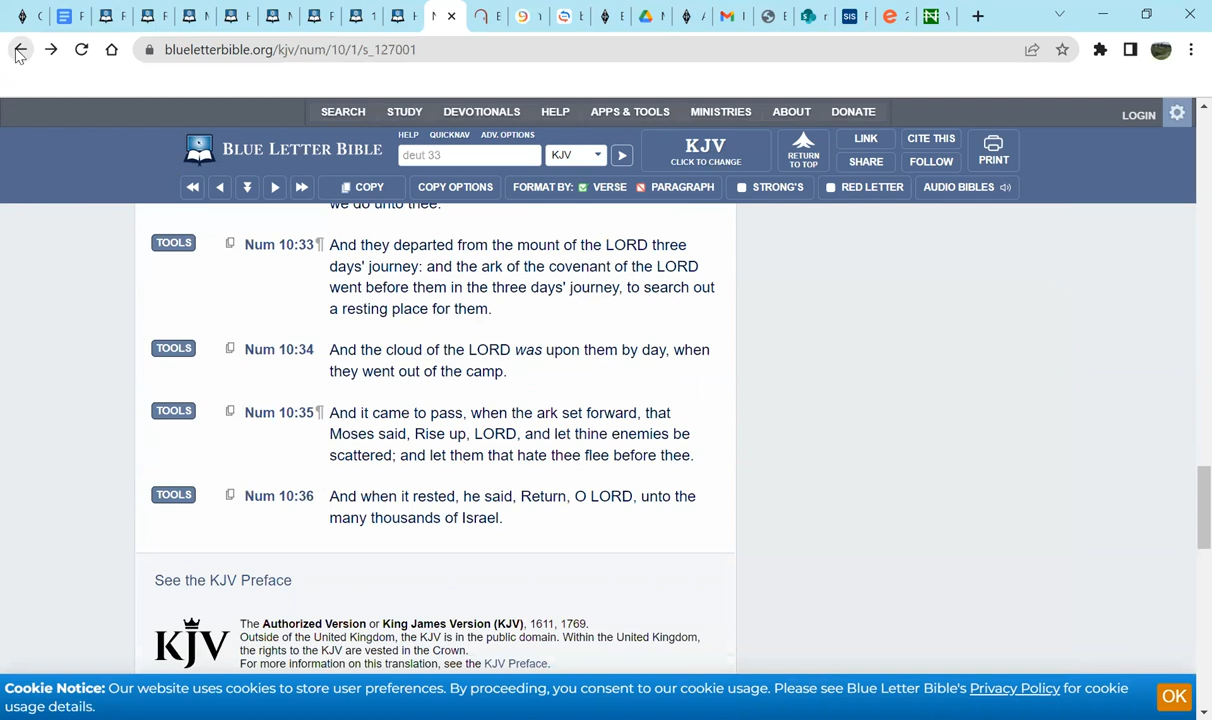 blueletterbible.org/kjv/num/10/1/s_127001
SEARCH STUDY DEVOTIONALS HELP APPS & TOOLS MINISTRIES ABOUT DONATE LOGIN
BLUE LETTER BIBLE
HELP QUICKNAV ADV. OPTIONS
deut 33 KJV
KJV
CLICK TO CHANGE
RETURN
TO TOP
LINK CITE THIS
SHARE FOLLOW
PRINT
COPY COPY OPTIONS FORMAT BY: VERSE PARAGRAPH STRONG'S RED LETTER AUDIO BIBLES
we do unto thee.
TOOLS Num 10:33 ¶ And they departed from the mount of the LORD three
days' journey: and the ark of the covenant of the LORD
went before them in the three days' journey, to search out
a resting place for them.
TOOLS Num 10:34 And the cloud of the LORD was upon them by day, when
they went out of the camp.
TOOLS Num 10:35 ¶ And it came to pass, when the ark set forward, that
Moses said, Rise up, LORD, and let thine enemies be
scattered; and let them that hate thee flee before thee.
TOOLS Num 10:36 And when it rested, he said, Return, O LORD, unto the
many thousands of Israel.
See the KJV Preface
KJV
The Authorized Version or King James Version (KJV), 1611, 1769.
Outside of the United Kingdom, the KJV is in the public domain. Within the United Kingdom,
the rights to the KJV are vested in the Crown.
For more information on this translation, see the KJV Preface.
Cookie Notice: Our website uses cookies to store user preferences. By proceeding, you consent to our cookie usage. Please see Blue Letter Bible's Privacy Policy for cookie
usage details.
OK